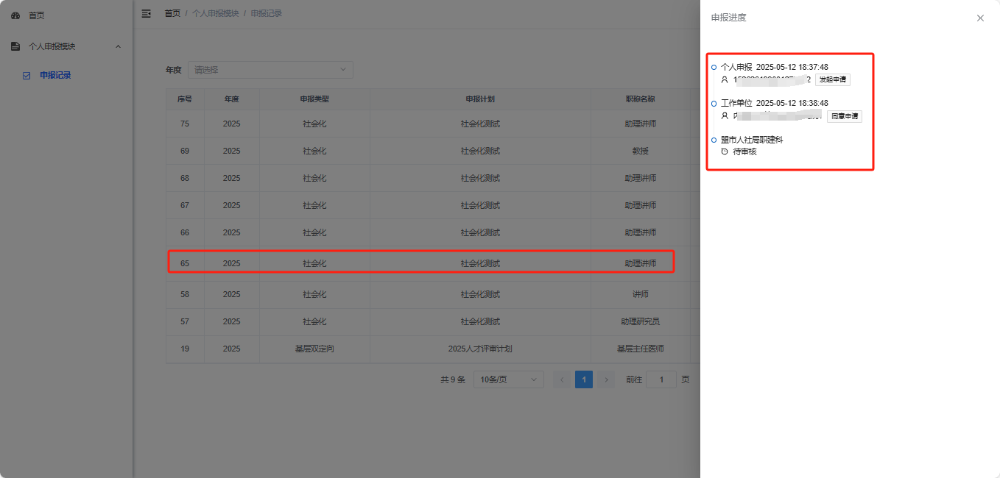 首页
个人申报模块
申报记录
首页 / 个人申报模块 / 申报记录
年度 请选择
序号 年度 申报类型 申报计划 职称名称
75 2025 社会化 社会化测试 助理讲师
69 2025 社会化 社会化测试 教授
68 2025 社会化 社会化测试 助理讲师
67 2025 社会化 社会化测试 助理讲师
66 2025 社会化 社会化测试 助理讲师
65 2025 社会化 社会化测试 助理讲师
58 2025 社会化 社会化测试 讲师
57 2025 社会化 社会化测试 助理研究员
19 2025 基层双定向 2025人才评审计划 基层主任医师
共 9 条 10条/页 1 前往 1 页
申报进度
个人申报 2025-05-12 18:37:48
发起申请
工作单位 2025-05-12 18:38:48
同意申请
盟市人社局职建科
待审核